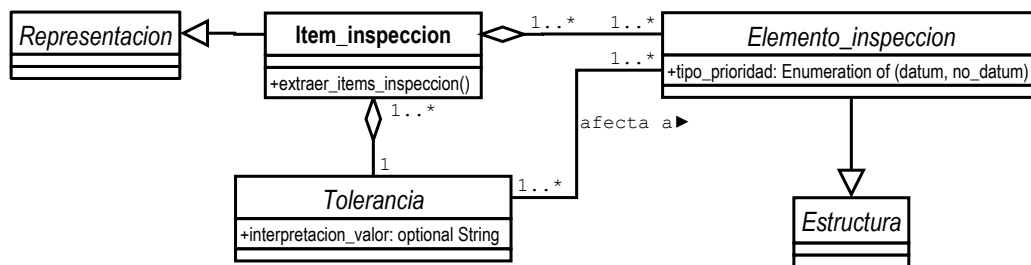 Representacion
Item_inspeccion
+extraer_items_inspeccion()
1..*
1..*
Elemento_inspeccion
+tipo_prioridad: Enumeration of (datum, no_datum)
1..*
1..*
afecta a►
1
1..*
Tolerancia
+interpretacion_valor: optional String
Estructura